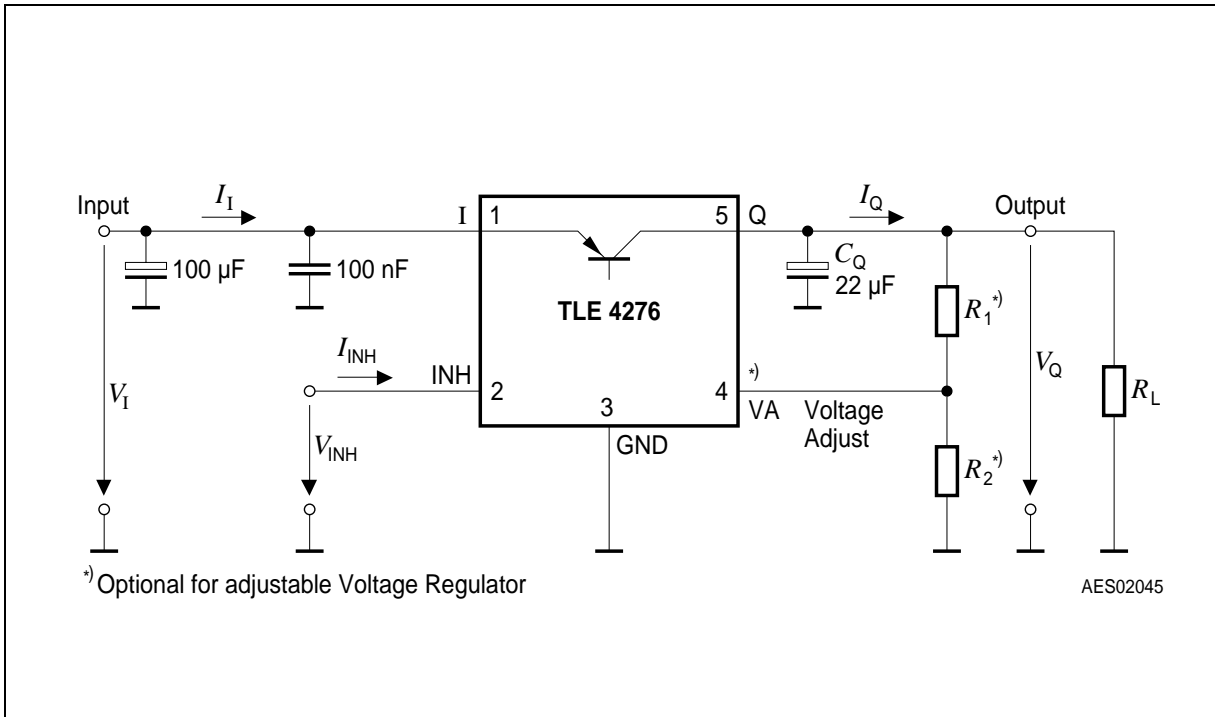 Input
I_I
I
1
5
Q
I_Q
Output
100 µF
100 nF
C_Q
22 µF
TLE 4276
R_1*)
I_INH
INH
2
*)
4
VA
Voltage
Adjust
3
GND
V_I
V_INH
V_Q
R_L
R_2*)
*) Optional for adjustable Voltage Regulator
AES02045